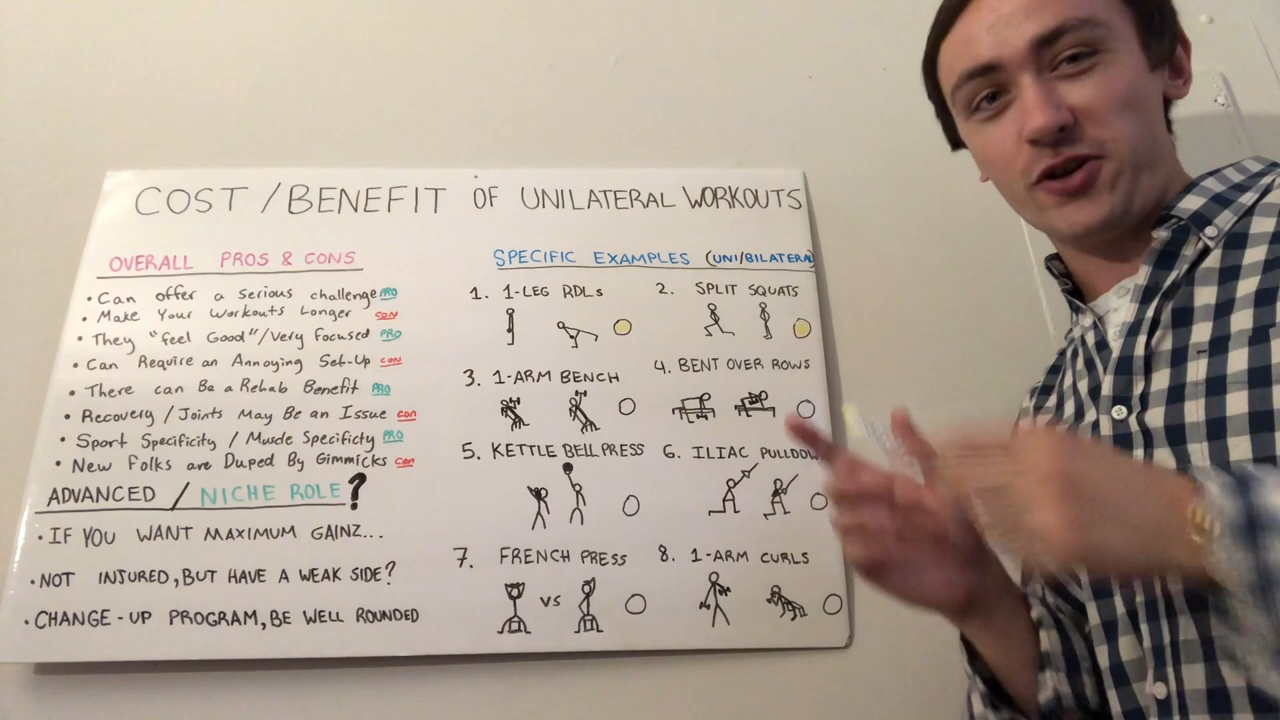 COST / BENEFIT OF UNILATERAL WORKOUTS
OVERALL PROS & CONS
• Can offer a serious challenge PRO
• Make Your Workouts Longer CON
• They "feel Good"/Very Focused PRO
• Can Require an Annoying Set-Up CON
• There can Be a Rehab Benefit PRO
• Recovery / Joints May Be an Issue con
• Sport Specificity / Muscle Specificty PRO
• New Folks are Duped By Gimmicks con
ADVANCED / NICHE ROLE?
• IF YOU WANT MAXIMUM GAINZ...
• NOT INJURED, BUT HAVE A WEAK SIDE?
• CHANGE-UP PROGRAM, BE WELL ROUNDED
SPECIFIC EXAMPLES (UNI/BILATERAL)
1. 1-LEG RDLs
2. SPLIT SQUATS
3. 1-ARM BENCH
4. BENT OVER ROWS
5. KETTLE BELL PRESS
6. ILIAC PULLDOW
7. FRENCH PRESS
VS
8. 1-ARM CURLS